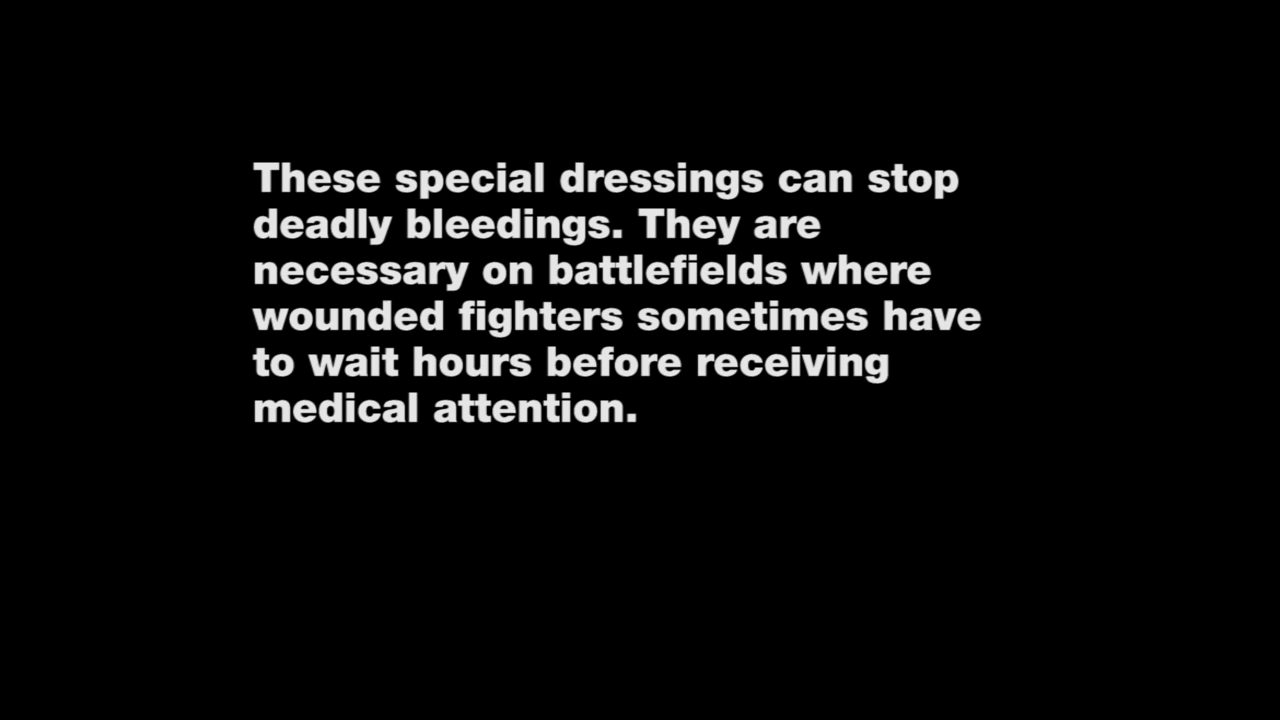 These special dressings can stop
deadly bleedings. They are
necessary on battlefields where
wounded fighters sometimes have
to wait hours before receiving
medical attention.